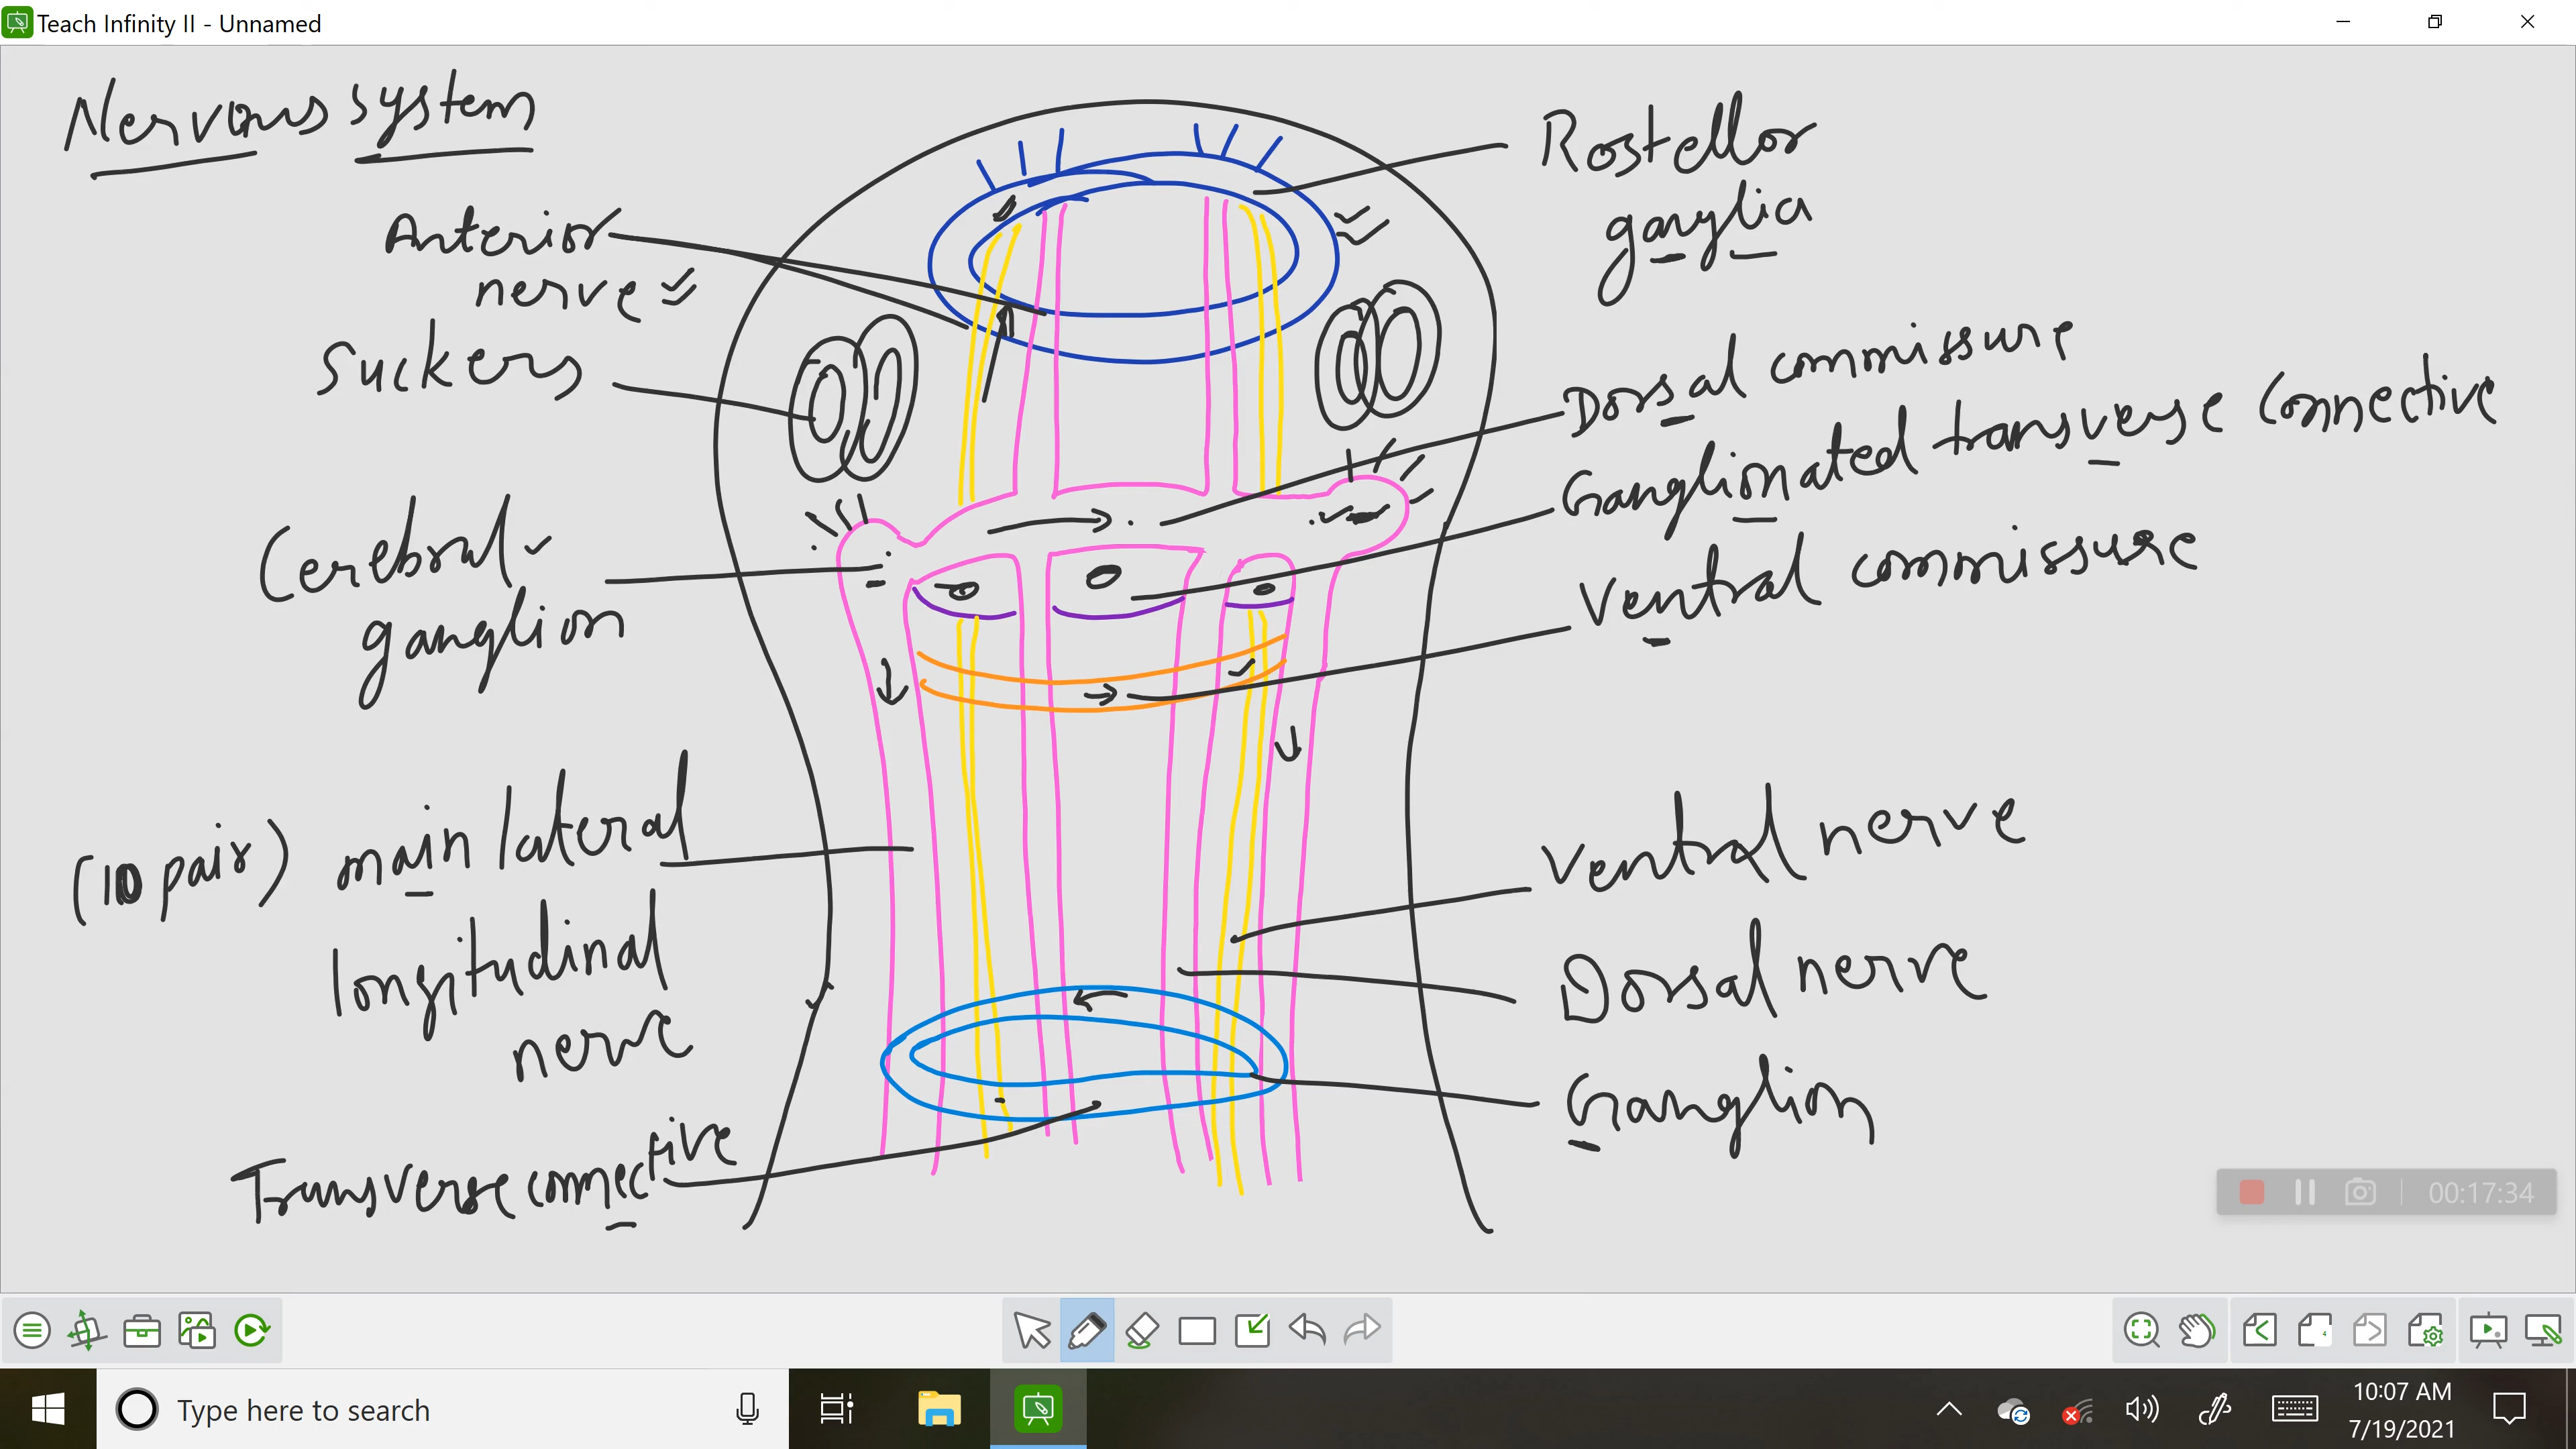 Teach Infinity II - Unnamed
Nervous system
Anterior
nerve
Suckers
Cerebral
ganglion
(10 pair) main lateral
longitudinal
nerve
Transverse connective
Rostellor
ganglia
Dorsal commissure
Ganglionated transverse connective
Ventral commissure
Ventral nerve
Dorsal nerve
Ganglion
00:17:34
4
Type here to search
10:07 AM
7/19/2021